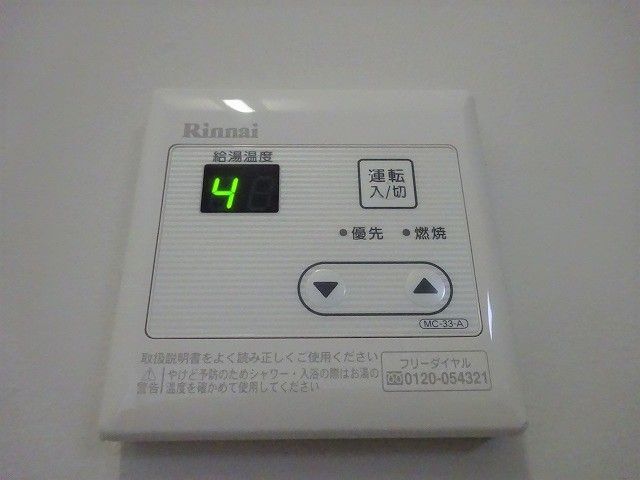 Rinnai
給湯温度
4
運転
入/切
優先
燃焼
MC-33-A
取扱説明書をよく読み正しくご使用ください
フリーダイヤル
0120-054321
警告
やけど予防のためシャワー・入浴の際はお湯の
温度を確かめて使用してください